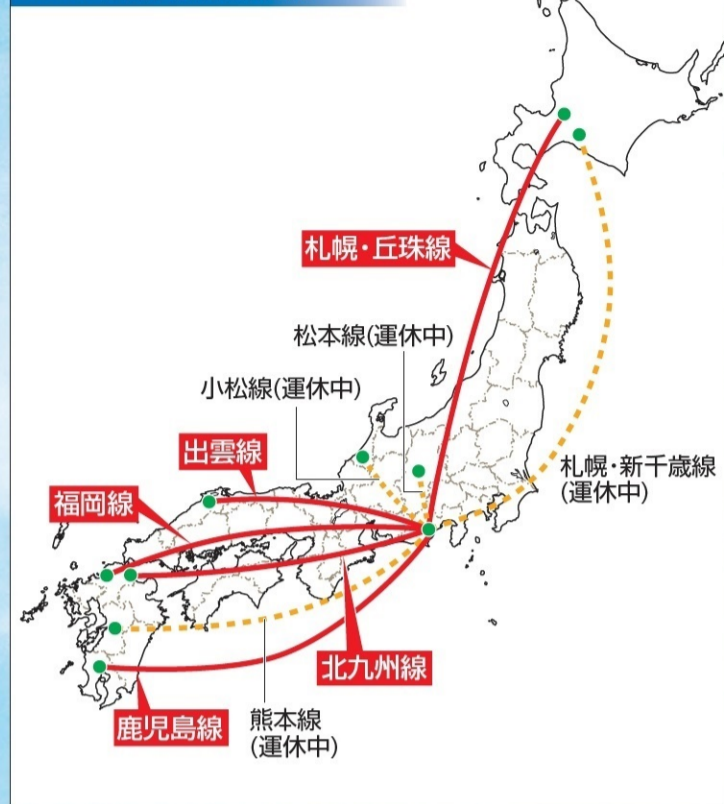 札幌・丘珠線
松本線(運休中)
小松線(運休中)
出雲線
札幌・新千歳線
(運休中)
福岡線
北九州線
鹿児島線
熊本線
(運休中)